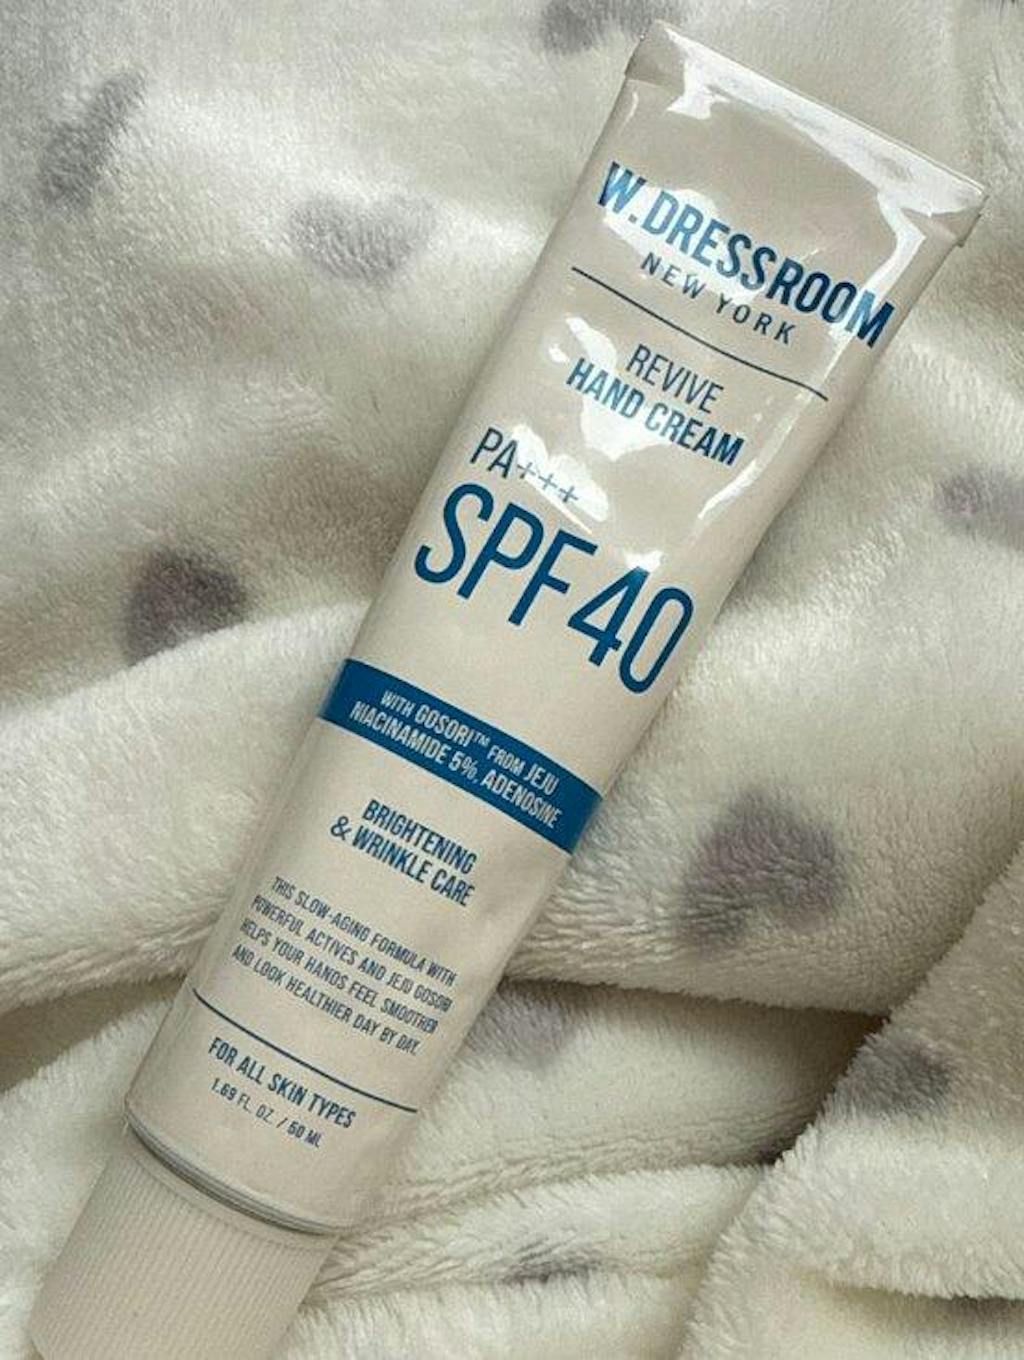 W.DRESSROOM
NEW YORK
REVIVE
HAND CREAM
PA+++
SPF 40
WITH GOSORI™ FROM JEJU
NIACINAMIDE 5%, ADENOSINE
BRIGHTENING
& WRINKLE CARE
THIS SLOW-AGING FORMULA WITH
POWERFUL ACTIVES AND JEJU GOSORI
HELPS YOUR HANDS FEEL SMOOTHER
AND LOOK HEALTHIER DAY BY DAY.
FOR ALL SKIN TYPES
1.69 FL. OZ. / 50 ML